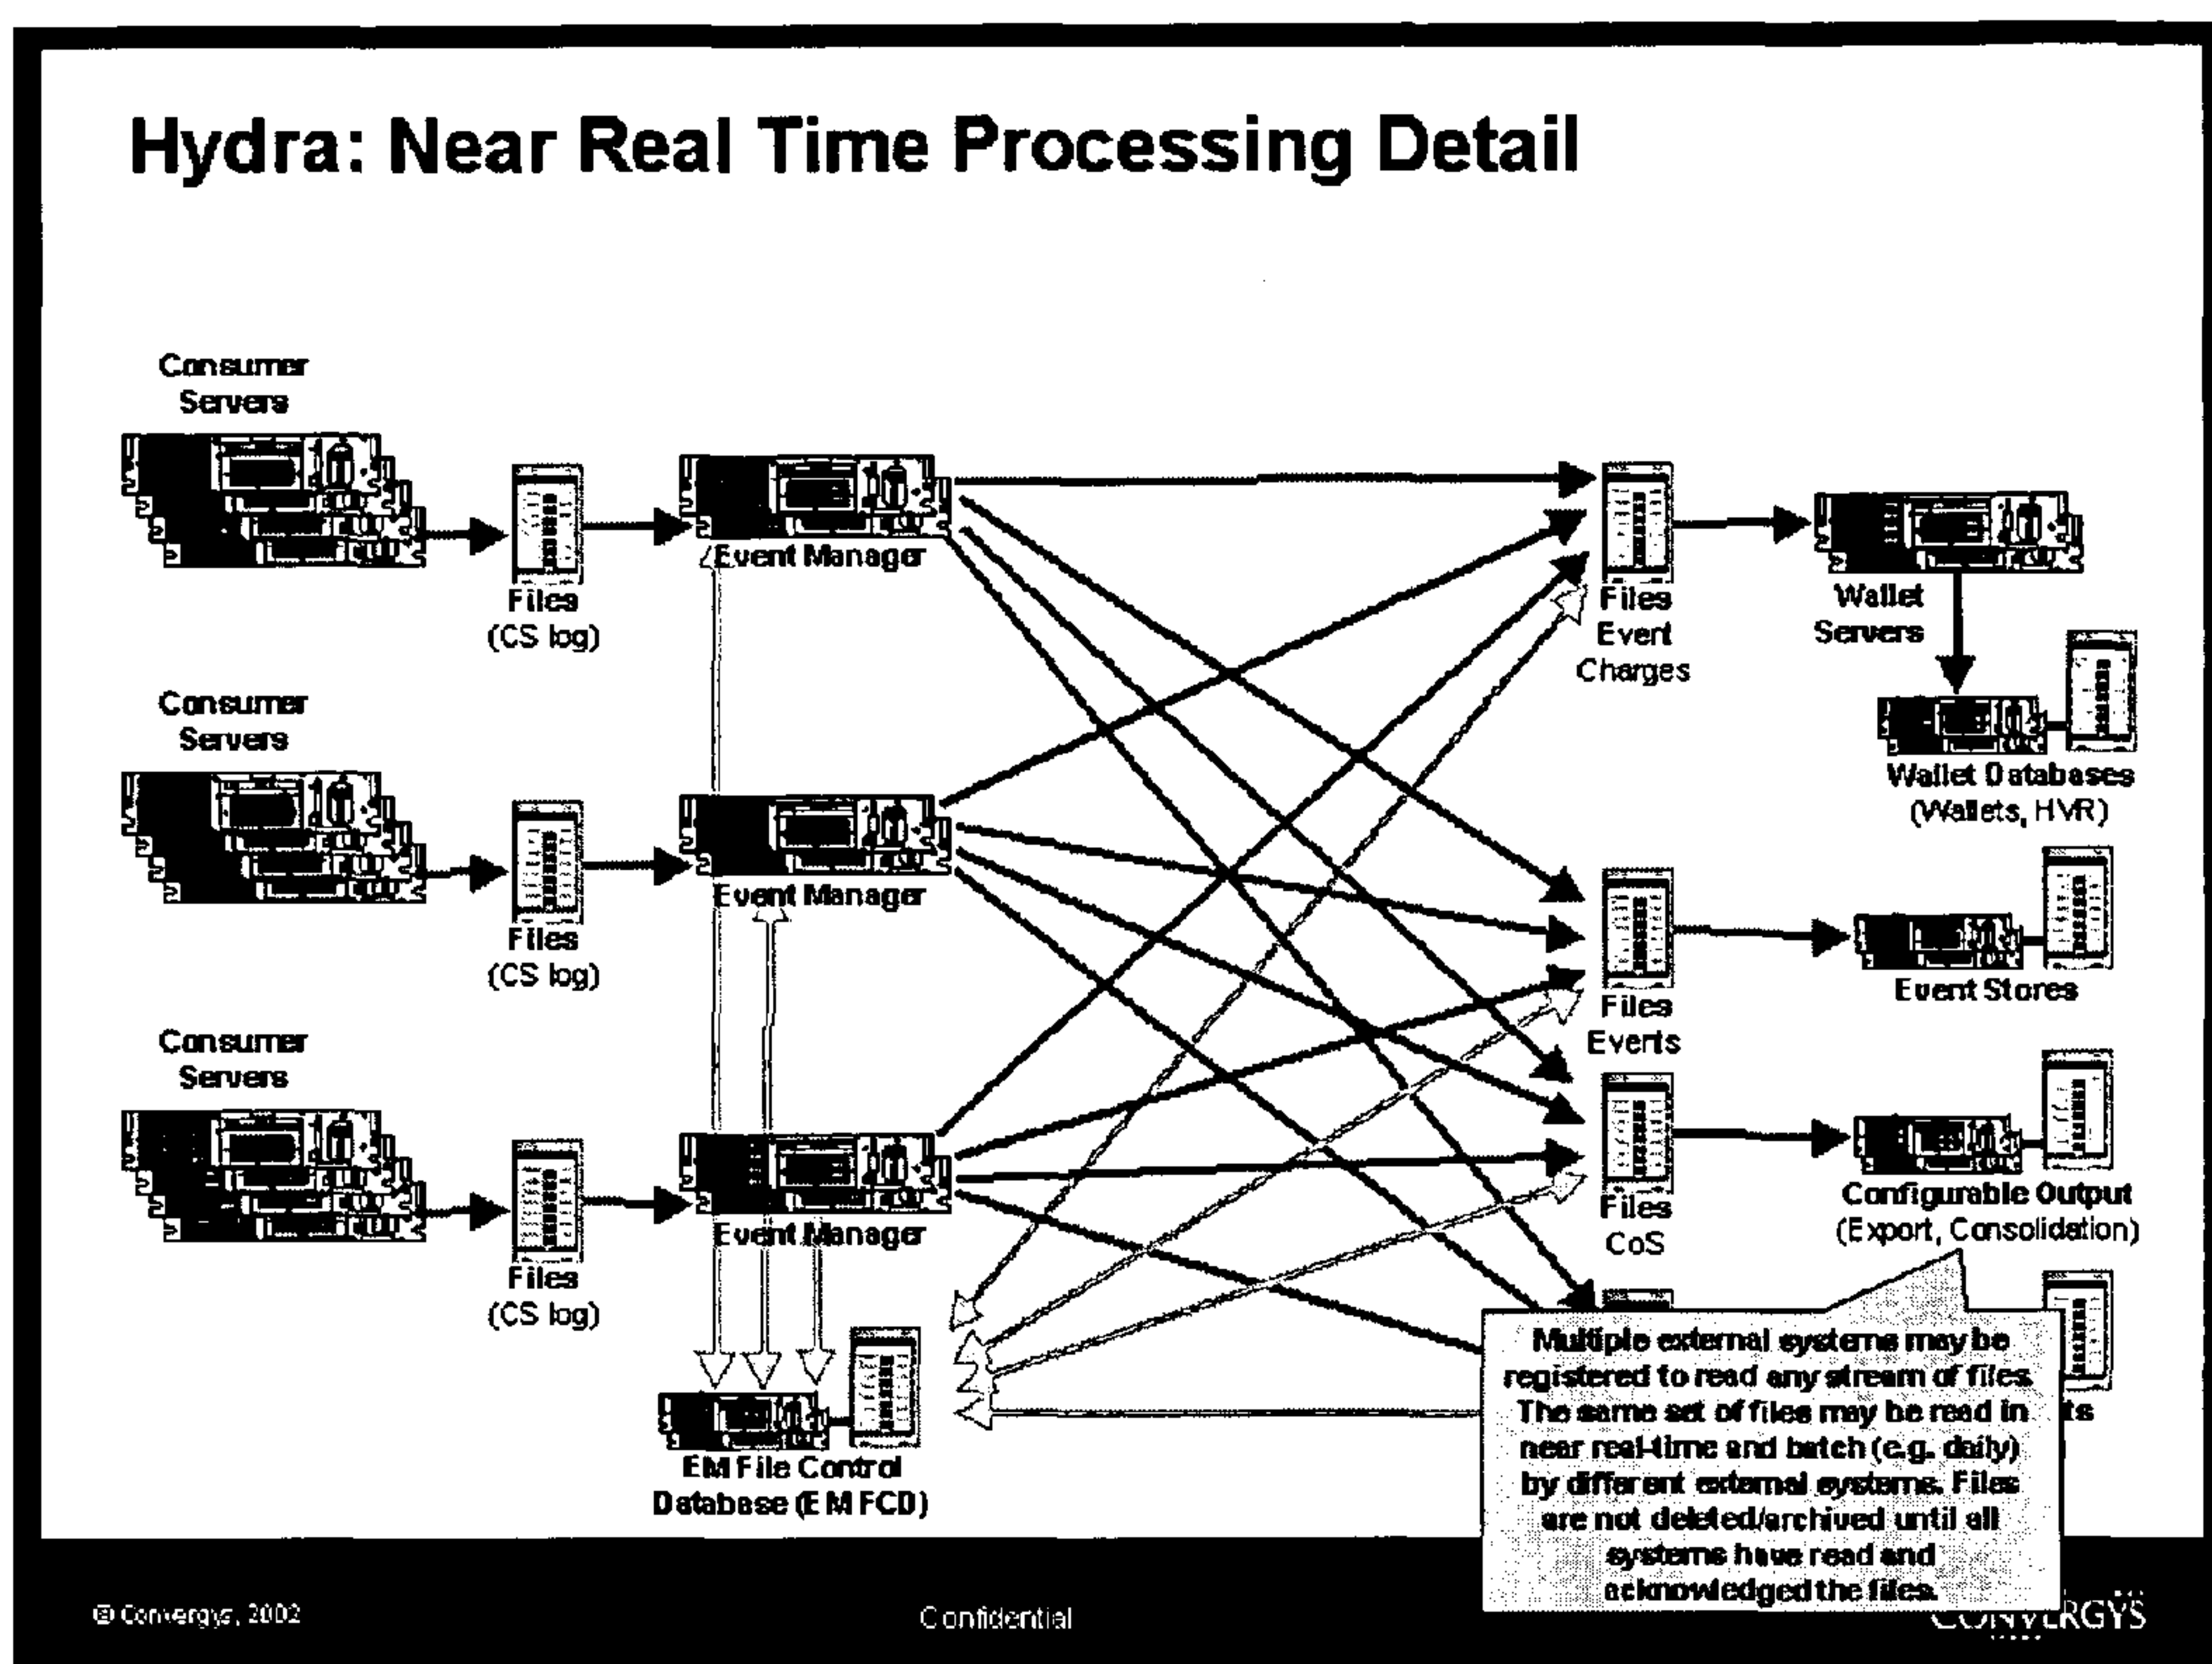 Hydra: Near Real Time Processing Detail
Consumer
Servers
Files
(CS log)
Event Manager
Files
Event
Charges
Wallet
Servers
Wallet Databases
(Wallets, HVR)
Consumer
Servers
Files
(CS log)
Event Manager
Files
Events
Event Stores
Consumer
Servers
Files
(CS log)
Event Manager
Files
CoS
Configurable Output
(Export, Consolidation)
EM File Control
Database (EM FCD)
Multiple external systems may be
registered to read any stream of files.
The same set of files may be read in
near real-time and batch (e.g. daily)
by different external systems. Files
are not deleted/archived until all
systems have read and
acknowledged the files.
ts
© Convergys, 2002
Confidential
CONVERGYS